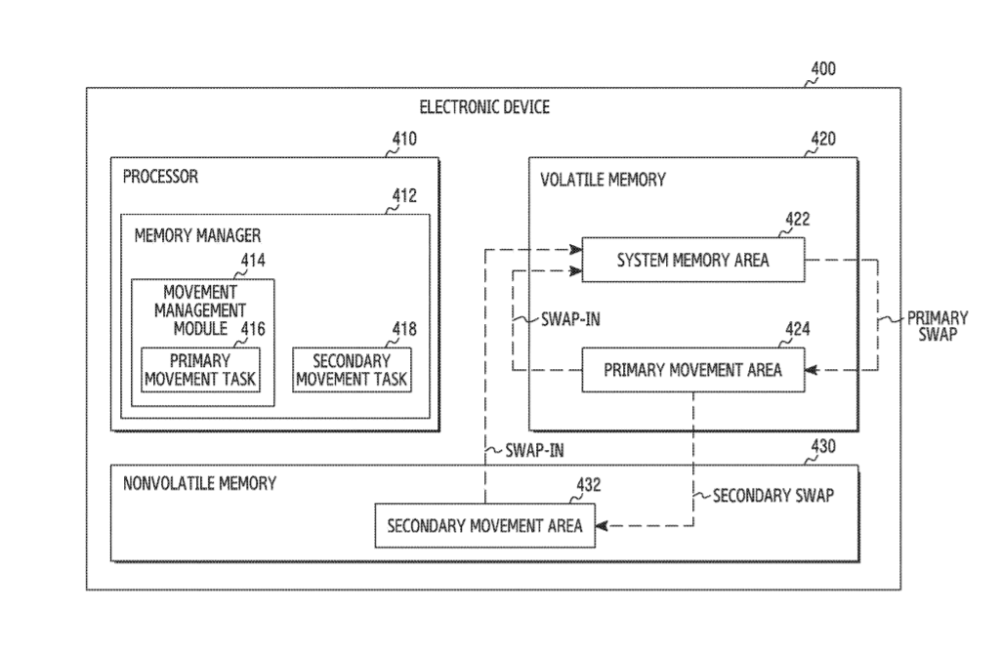 400
ELECTRONIC DEVICE
410
PROCESSOR
412
MEMORY MANAGER
414
MOVEMENT
MANAGEMENT
MODULE
416
PRIMARY
MOVEMENT TASK
418
SECONDARY
MOVEMENT TASK
420
VOLATILE MEMORY
422
SYSTEM MEMORY AREA
SWAP-IN
424
PRIMARY MOVEMENT AREA
PRIMARY
SWAP
SWAP-IN
430
NONVOLATILE MEMORY
432
SECONDARY MOVEMENT AREA
SECONDARY SWAP